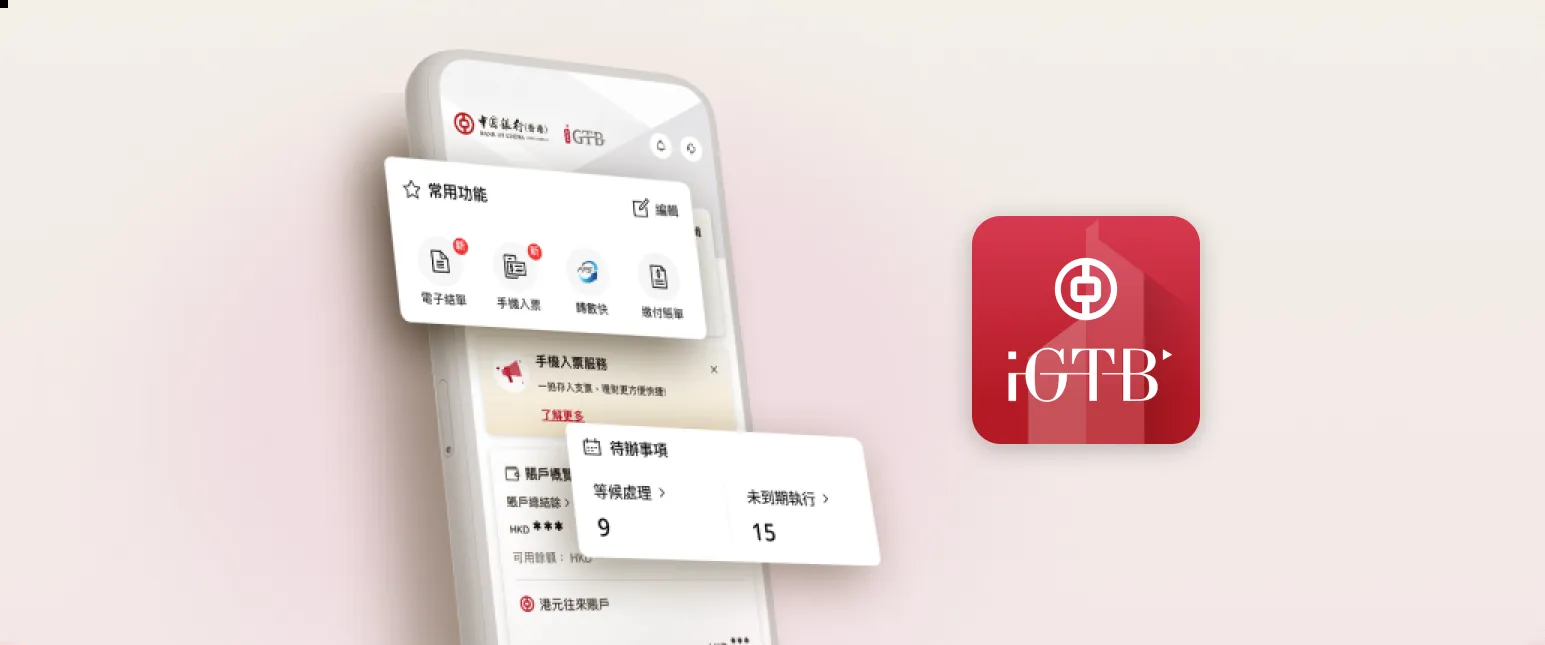 中國銀行(香港) iGTB
BANK OF CHINA
常用功能
編輯
新
新
電子結單
手機入票
轉數快
繳付賬單
FPS
手機入票服務
一拍存入支票、理財更方便快捷!
了解更多
賬戶概覽
賬戶總結餘
HKD ***
可用餘額： HKD
待辦事項
等候處理
未到期執行
9
15
港元往來賬戶
***
iGTB